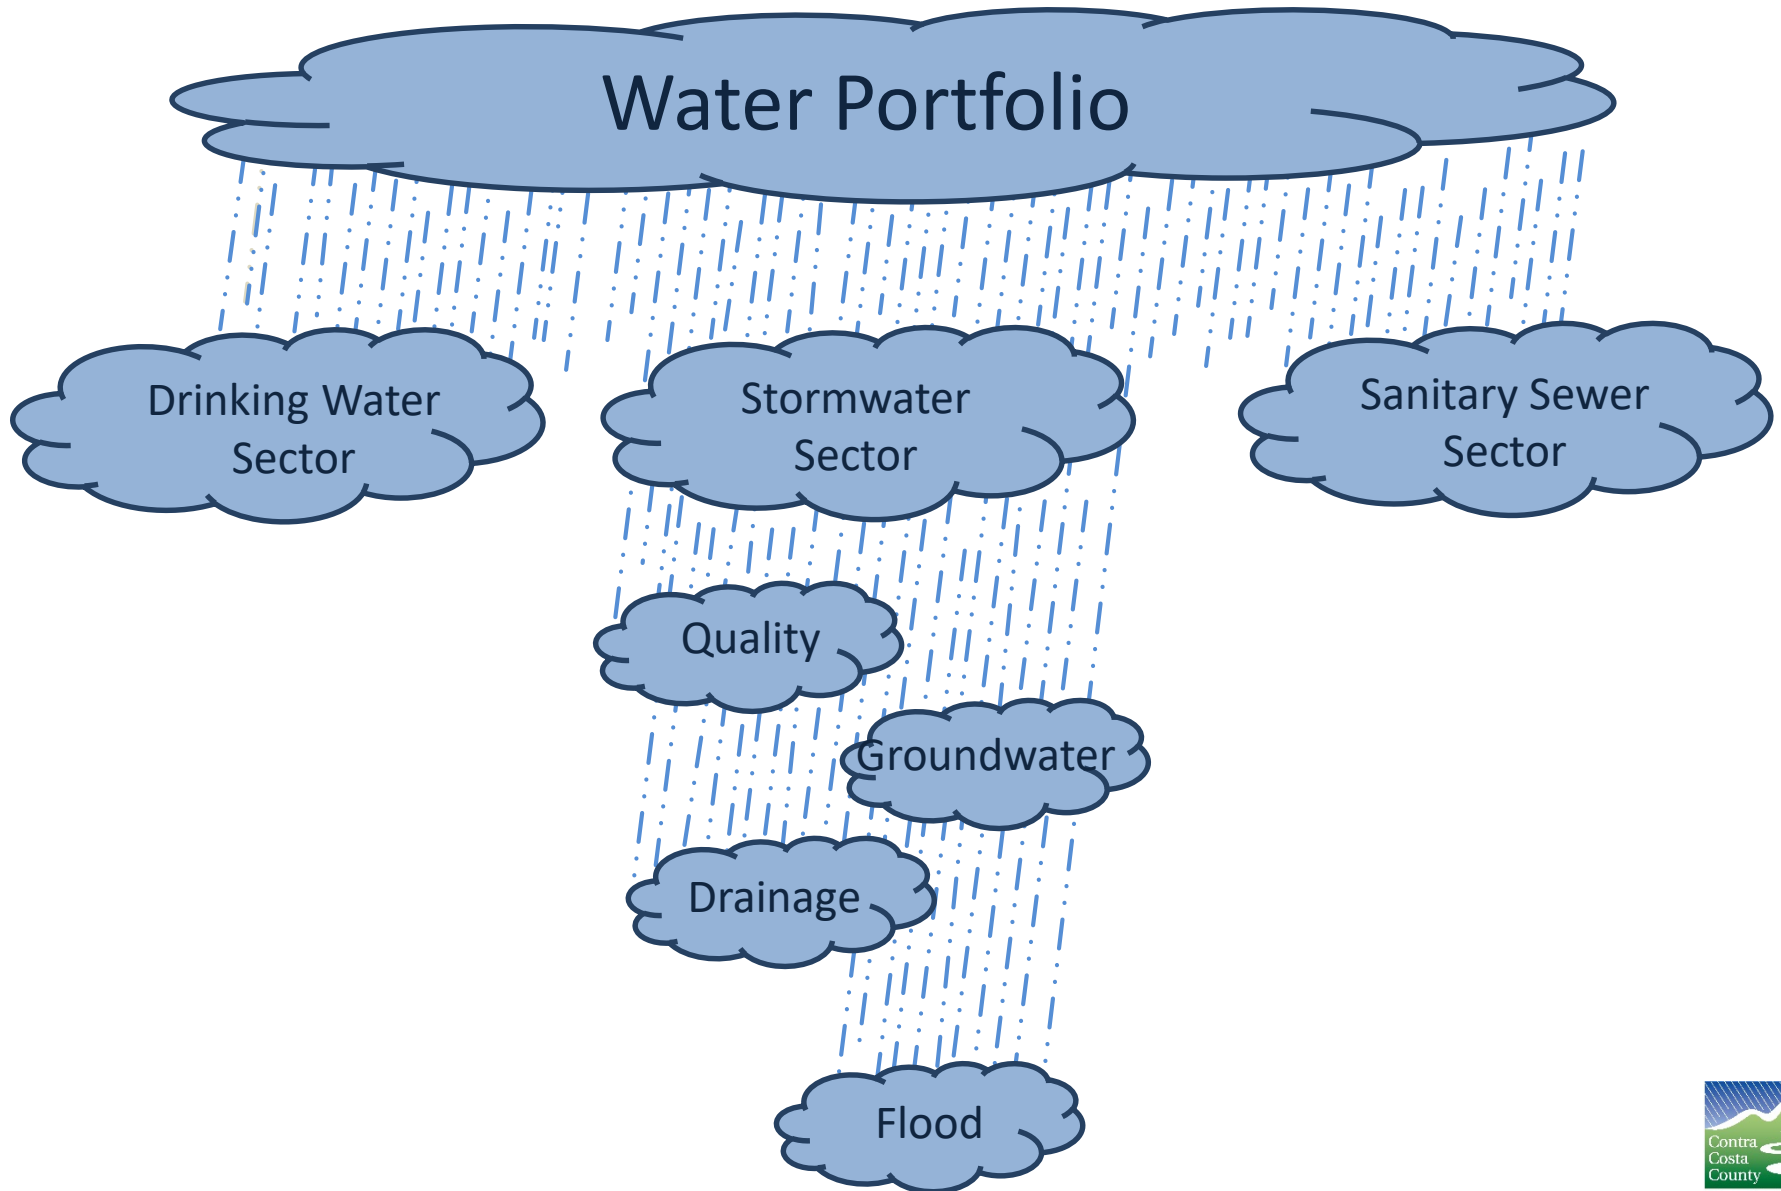 Water Portfolio
Drinking Water
Sector
Stormwater
Sector
Sanitary Sewer
Sector
Quality
Groundwater
Drainage
Flood
Contra
Costa
County